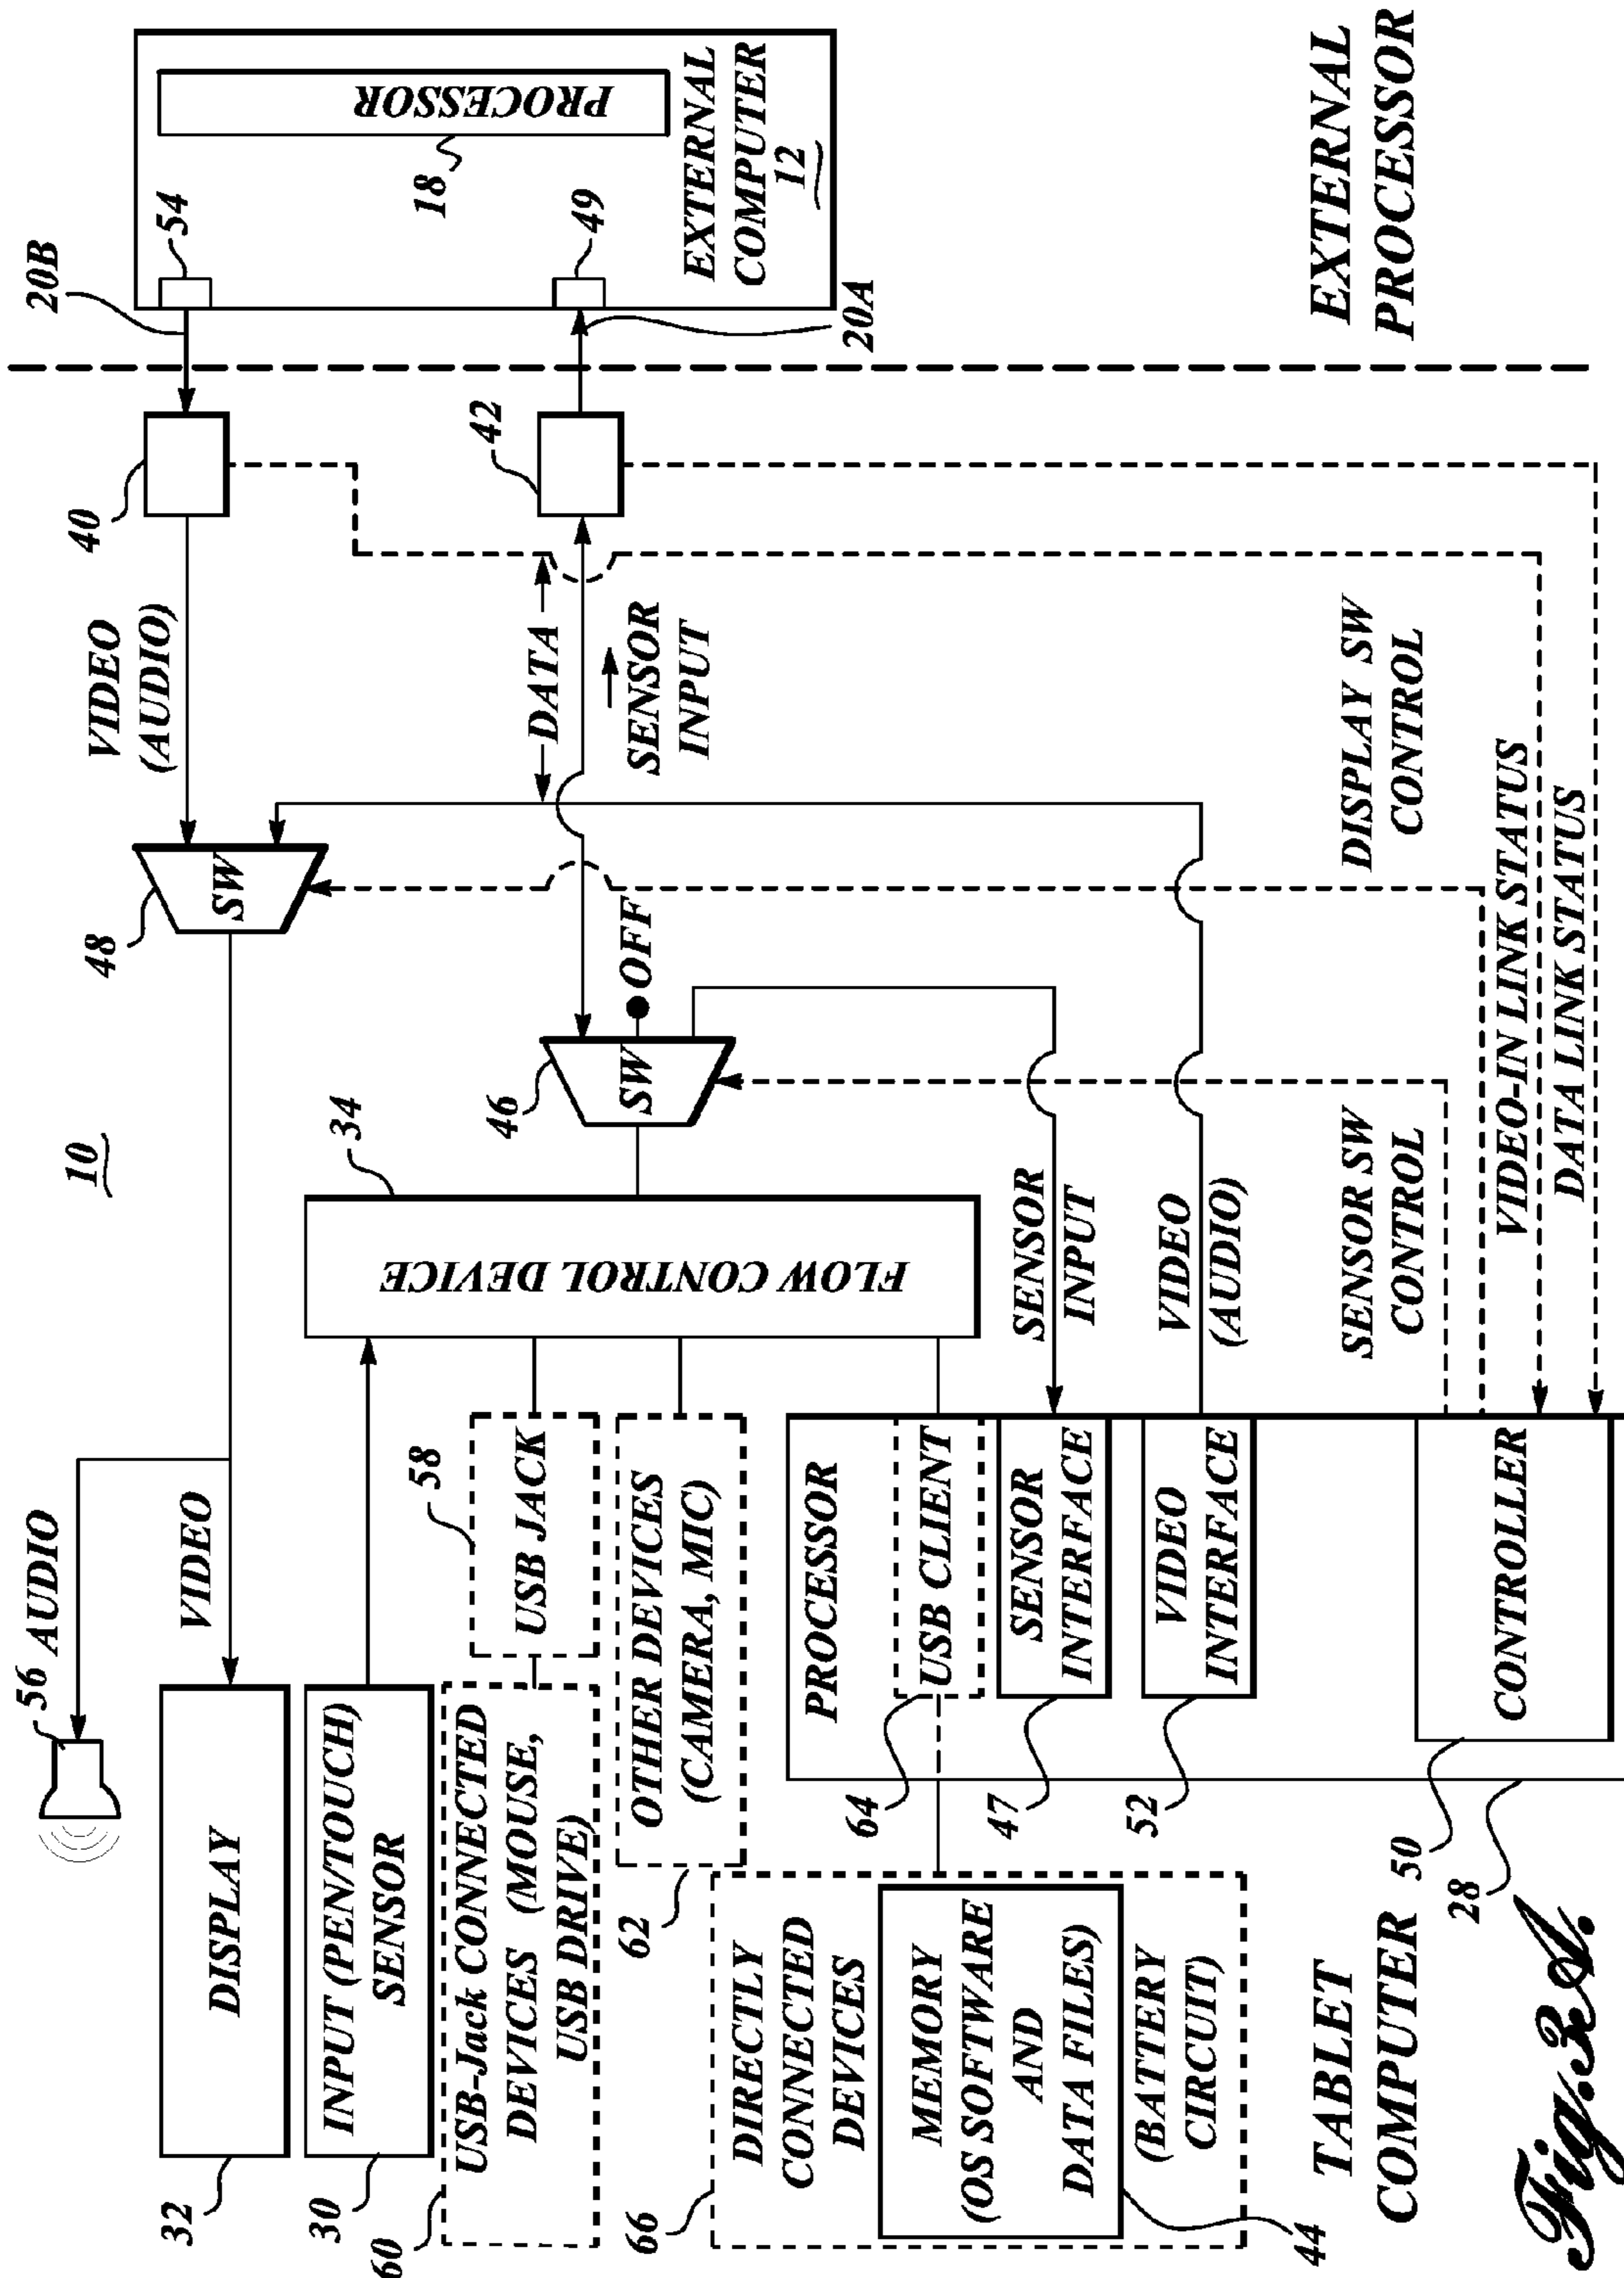 10
56
AUDIO
VIDEO
DISPLAY
32
INPUT (PEN/TOUCH)
SENSOR
30
USB-Jack CONNECTED
DEVICES (MOUSE,
USB DRIVE)
60
58
USB JACK
OTHER DEVICES
(CAMERA, MIC)
62
34
FLOW CONTROL DEVICE
48
SW
46
SW
OFF
VIDEO
(AUDIO)
40
20B
54
PROCESSOR
18
EXTERNAL
COMPUTER
12
49
20A
42
DATA
SENSOR
INPUT
DIRECTLY
CONNECTED
DEVICES
66
MEMORY
(OS SOFTWARE
AND
DATA FILES)
44
(BATTERY
CIRCUIT)
PROCESSOR
USB CLIENT
64
SENSOR
INTERFACE
47
VIDEO
INTERFACE
52
CONTROLLER
50
28
SENSOR
INPUT
VIDEO
(AUDIO)
SENSOR SW
CONTROL
DISPLAY SW
CONTROL
VIDEO-IN LINK STATUS
DATA LINK STATUS
TABLET
COMPUTER
EXTERNAL
PROCESSOR
Fig.3A.